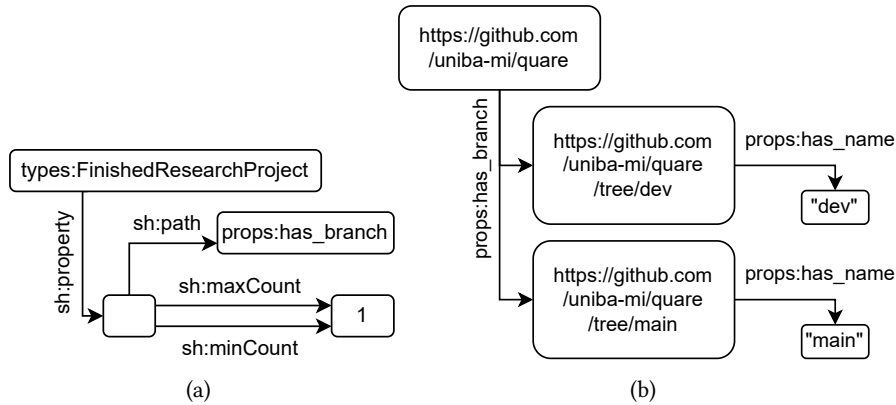 types:FinishedResearchProject
sh:property
sh:path
props:has_branch
sh:maxCount
1
sh:minCount
(a)
https://github.com
/uniba-mi/quare
props:has_branch
https://github.com
/uniba-mi/quare
/tree/dev
props:has_name
"dev"
https://github.com
/uniba-mi/quare
/tree/main
props:has_name
"main"
(b)